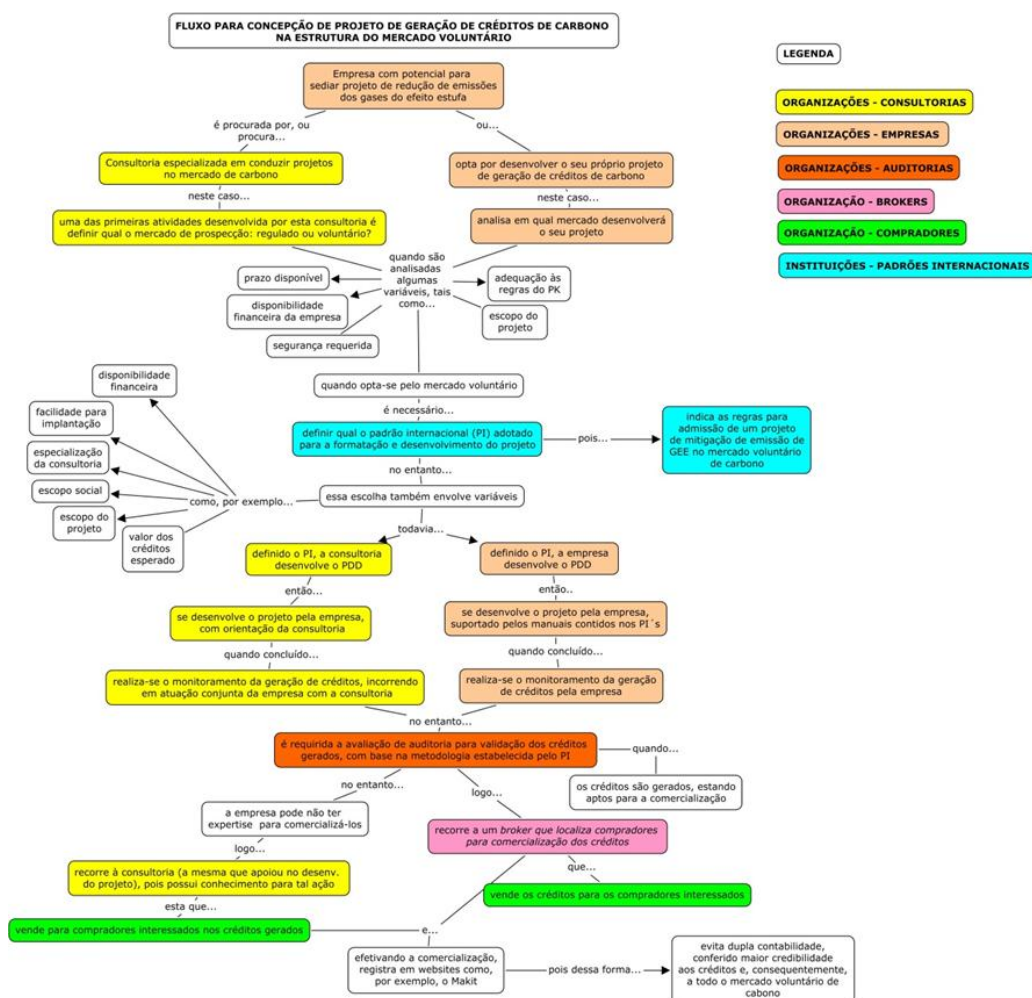 FLUXO PARA CONCEPÇÃO DE PROJETO DE GERAÇÃO DE CRÉDITOS DE CARBONO
NA ESTRUTURA DO MERCADO VOLUNTÁRIO
LEGENDA
ORGANIZAÇÕES - CONSULTORIAS
ORGANIZAÇÕES - EMPRESAS
ORGANIZAÇÕES - AUDITORIAS
ORGANIZAÇÃO - BROKERS
ORGANIZAÇÃO - COMPRADORES
INSTITUIÇÕES - PADRÕES INTERNACIONAIS
Empresa com potencial para
sediar projeto de redução de emissões
dos gases do efeito estufa
é procurada por, ou
procura...
ou...
Consultoria especializada em conduzir projetos
no mercado de carbono
opta por desenvolver o seu próprio projeto
de geração de créditos de carbono
neste caso...
neste caso...
uma das primeiras atividades desenvolvida por esta consultoria é
definir qual o mercado de prospecção: regulado ou voluntário?
analisa em qual mercado desenvolverá
o seu projeto
quando são
analisadas
algumas
variáveis, tais
como...
prazo disponível
disponibilidade
financeira da empresa
segurança requerida
adequação às
regras do PK
escopo do
projeto
quando opta-se pelo mercado voluntário
é necessário...
definir qual o padrão internacional (PI) adotado
para a formatação e desenvolvimento do projeto
pois...
indica as regras para
admissão de um projeto
de mitigação de emissão de
GEE no mercado voluntário
de carbono
no entanto...
essa escolha também envolve variáveis
como, por exemplo...
disponibilidade
financeira
facilidade para
implantação
especialização
da consultoria
escopo social
escopo do
projeto
valor dos
créditos
esperado
todavia...
definido o PI, a consultoria
desenvolve o PDD
definido o PI, a empresa
desenvolve o PDD
então...
então..
se desenvolve o projeto pela empresa,
com orientação da consultoria
se desenvolve o projeto pela empresa,
suportado pelos manuais contidos nos PI´s
quando concluído...
quando concluído...
realiza-se o monitoramento da geração de créditos, incorrendo
em atuação conjunta da empresa com a consultoria
realiza-se o monitoramento da geração
de créditos pela empresa
no entanto...
é requirida a avaliação de auditoria para validação dos créditos
gerados, com base na metodologia estabelecida pelo PI
quando...
os créditos são gerados, estando
aptos para a comercialização
no entanto...
logo...
a empresa pode não ter
expertise para comercializá-los
recorre a um broker que localiza compradores
para comercialização dos créditos
logo...
que...
recorre à consultoria (a mesma que apoiou no desenv.
do projeto), pois possui conhecimento para tal ação
vende os créditos para os compradores interessados
esta que...
vende para compradores interessados nos créditos gerados
e...
efetivando a comercialização,
registra em websites como,
por exemplo, o Makit
pois dessa forma...
evita dupla contabilidade,
conferido maior credibilidade
aos créditos e, consequentemente,
a todo o mercado voluntário de
cabono